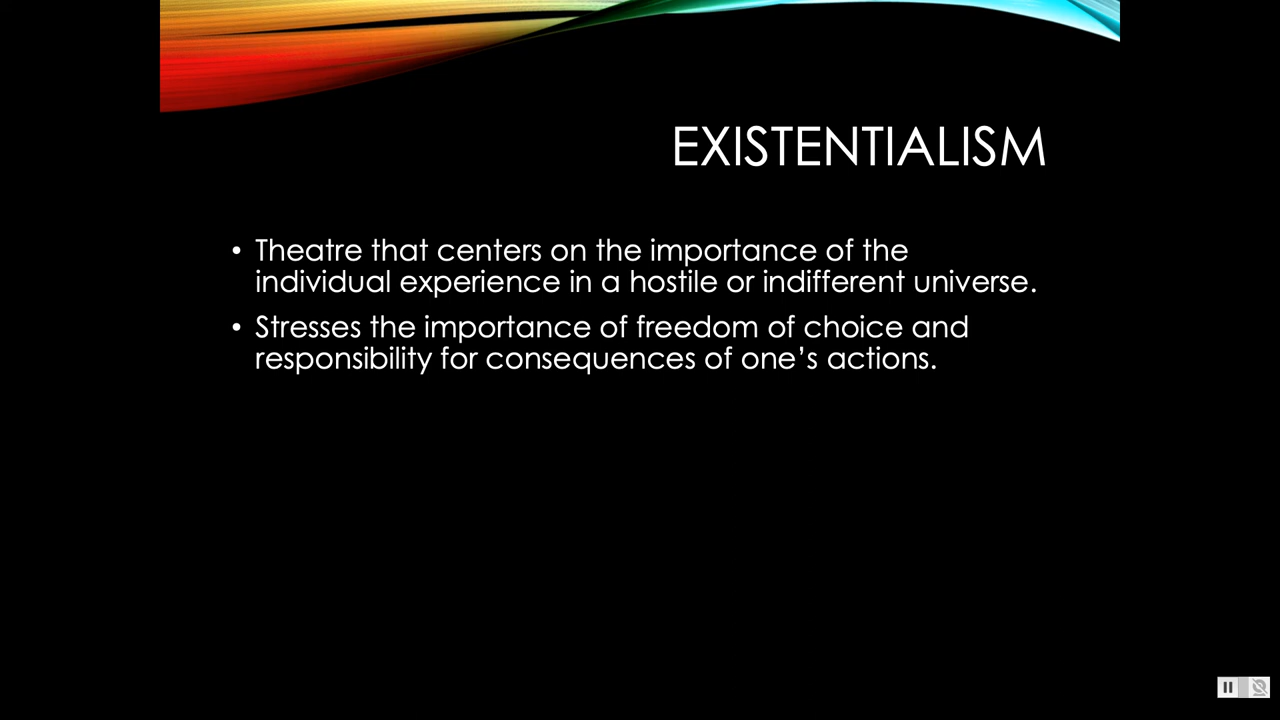 EXISTENTIALISM
• Theatre that centers on the importance of the
individual experience in a hostile or indifferent universe.
• Stresses the importance of freedom of choice and
responsibility for consequences of one’s actions.